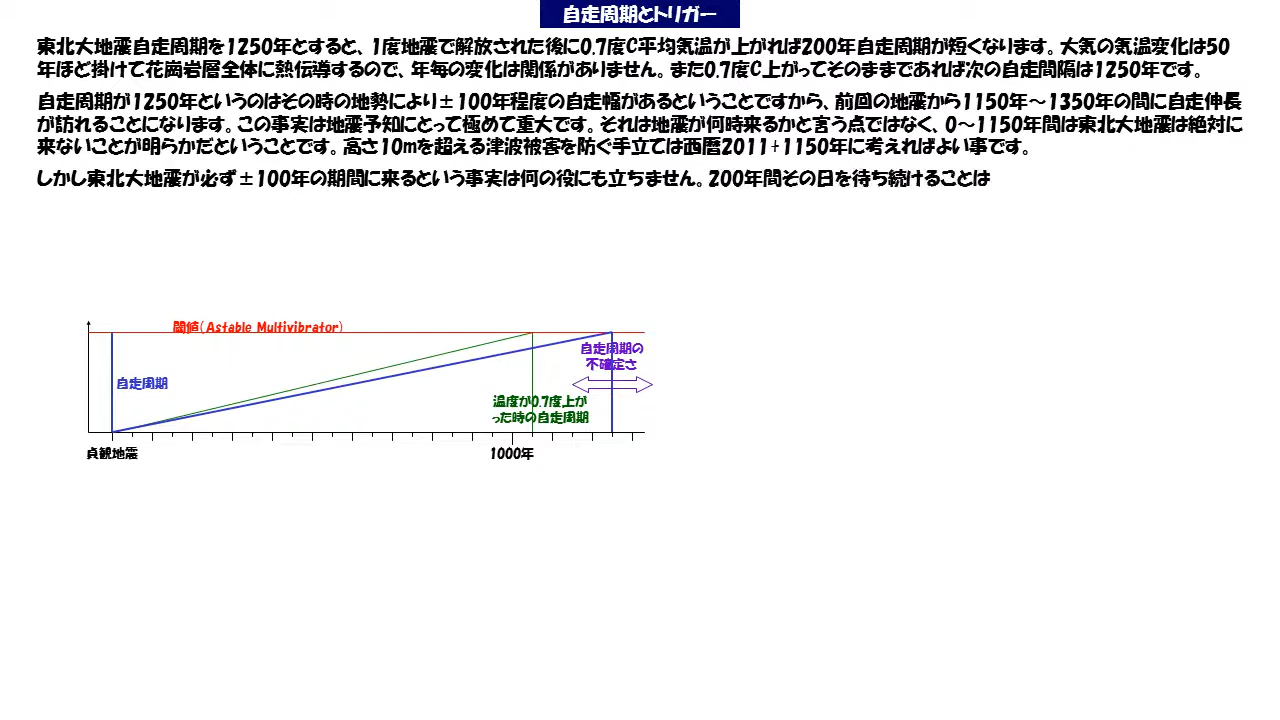 自走周期とトリガー
東北大地震自走周期を1250年とすると、1度地震で解放された後に0.7度C平均気温が上がれば200年自走周期が短くなります。大気の気温変化は50
年ほど掛けて花崗岩層全体に熱伝導するので、年毎の変化は関係がありません。また0.7度C上がってそのままであれば次の自走間隔は1250年です。
自走周期が1250年というのはその時の地勢により±100年程度の自走幅があるということですから、前回の地震から1150年～1350年の間に自走伸長
が訪れることになります。この事実は地震予知にとって極めて重大です。それは地震が何時来るかと言う点ではなく、0～1150年間は東北大地震は絶対に
来ないことが明らかだということです。高さ10mを超える津波被害を防ぐ手立ては西暦2011+1150年に考えればよい事です。
しかし東北大地震が必ず±100年の期間に来るという事実は何の役にも立ちません。200年間その日を待ち続けることは
閾値(Astable Multivibrator)
自走周期の
不確定さ
自走周期
温度が0.7度上が
った時の自走周期
貞観地震
1000年